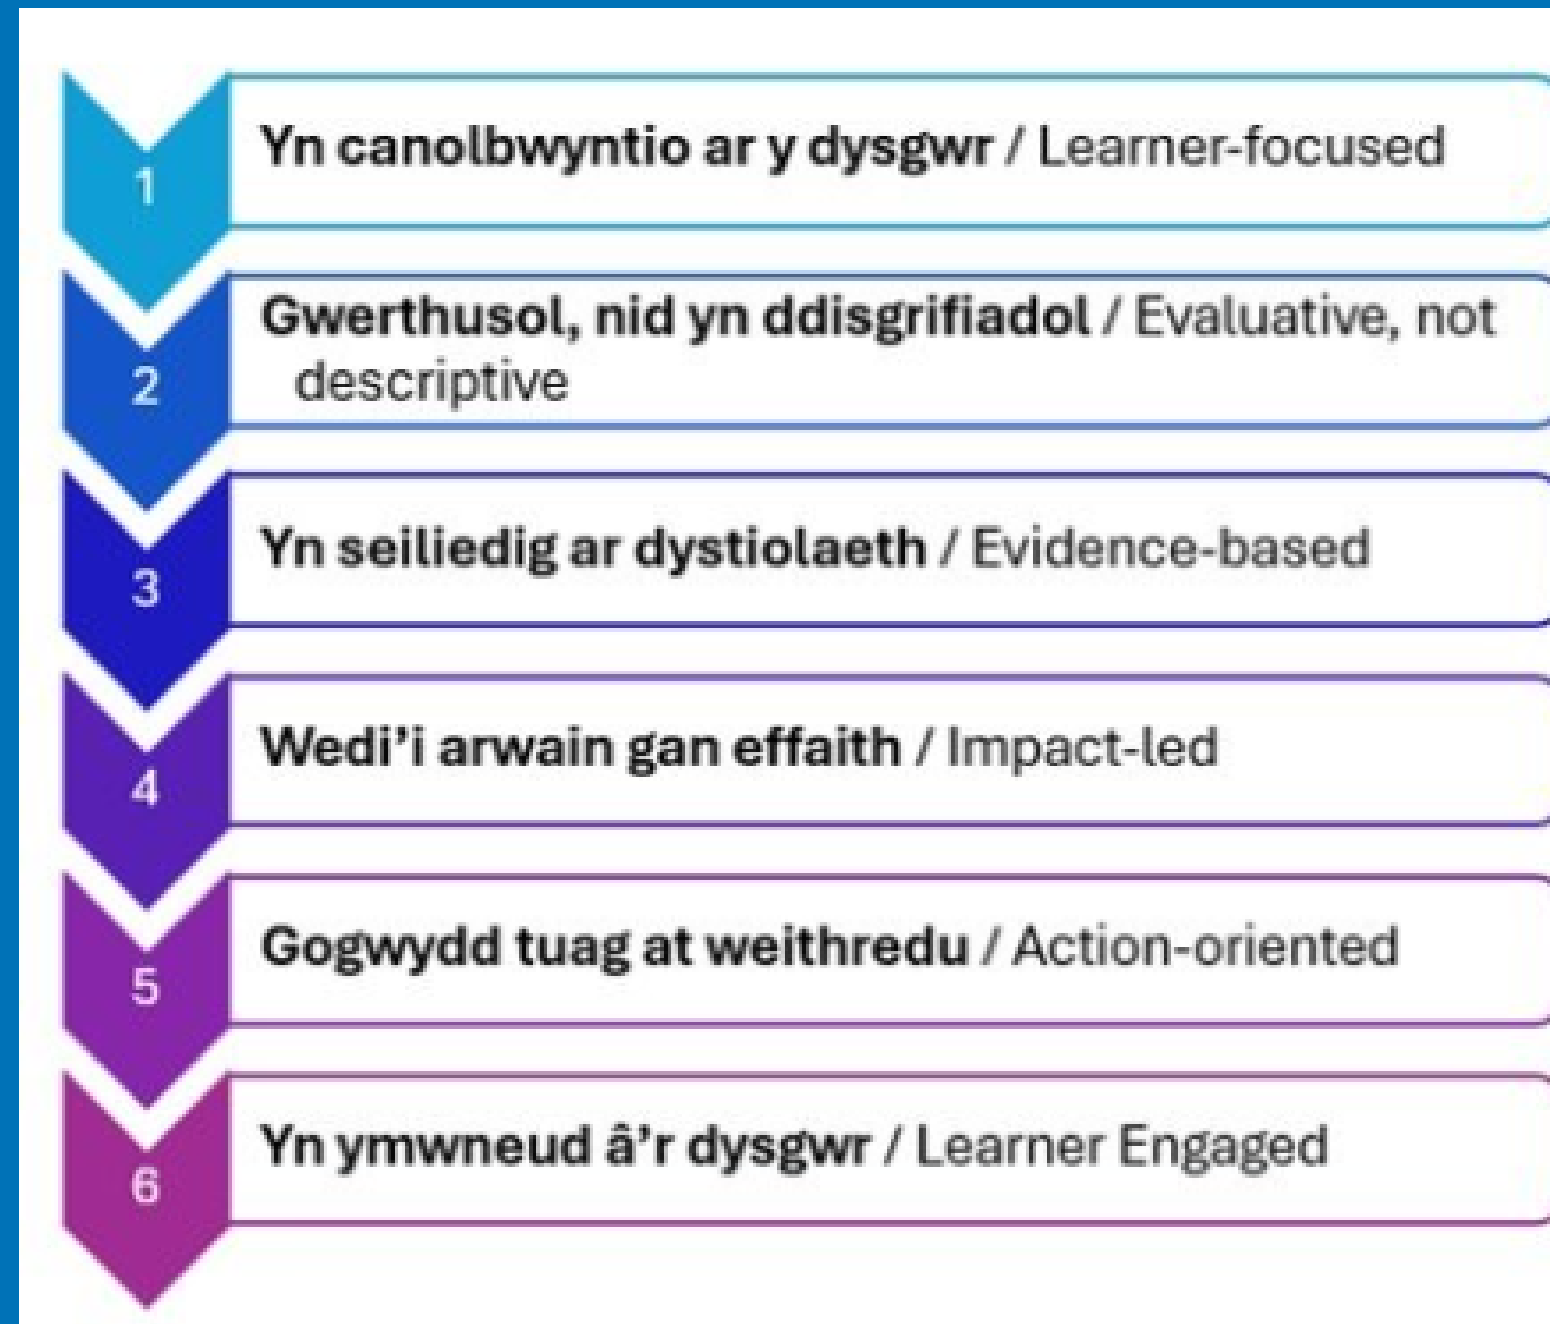 1
Yn canolbwyntio ar y dysgwr / Learner-focused
2
Gwerthusol, nid yn ddisgrifiadol / Evaluative, not
descriptive
3
Yn seiliedig ar dystiolaeth / Evidence-based
4
Wedi’i arwain gan effaith / Impact-led
5
Gogwydd tuag at weithredu / Action-oriented
6
Yn ymwneud â’r dysgwr / Learner Engaged